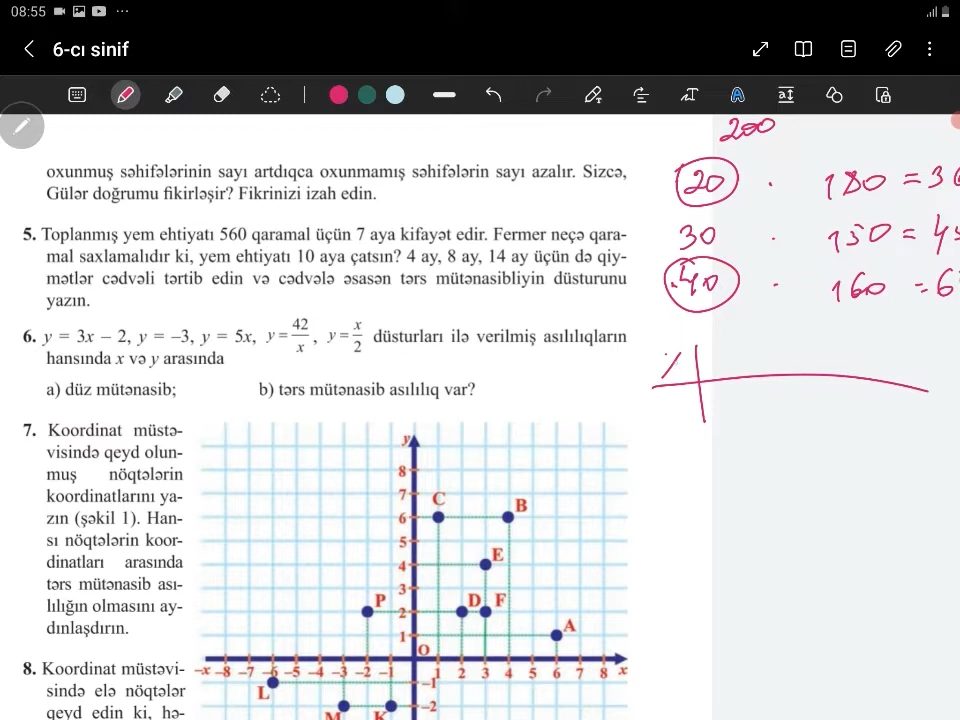 08:55
6-cı sinif
oxunmuş səhifələrinin sayı artdıqca oxunmamış səhifələrin sayı azalır. Sizcə,
Gülər doğrumu fikirləşir? Fikrinizi izah edin.
5. Toplanmış yem ehtiyatı 560 qaramal üçün 7 aya kifayət edir. Fermer neçə qara-
mal saxlamalıdır ki, yem ehtiyatı 10 aya çatsın? 4 ay, 8 ay, 14 ay üçün də qiy-
mətlər cədvəli tərtib edin və cədvələ əsasən tərs mütənasibliyin düsturunu
yazın.
6. y = 3x – 2, y = –3, y = 5x, y = 42/x, y = x/2 düsturları ilə verilmiş asılılıqların
hansında x və y arasında
a) düz mütənasib; b) tərs mütənasib asılılıq var?
7. Koordinat müstə-
visində qeyd olun-
muş nöqtələrin
koordinatlarını ya-
zın (şəkil 1). Han-
sı nöqtələrin koor-
dinatları arasında
tərs mütənasib ası-
lılığın olmasını ay-
dınlaşdırın.
8. Koordinat müstəvi-
sində elə nöqtələr
qeyd edin ki, hə-
y
8
7
6
5
4
3
2
1
C
B
E
P
D F
A
O
–x –8 –7 –6 –5 –4 –3 –2 –1 1 2 3 4 5 6 7 8 x
–1
–2
L
M K
200
20 · 180 = 36
30 · 150 = 45
40 · 160 = 6